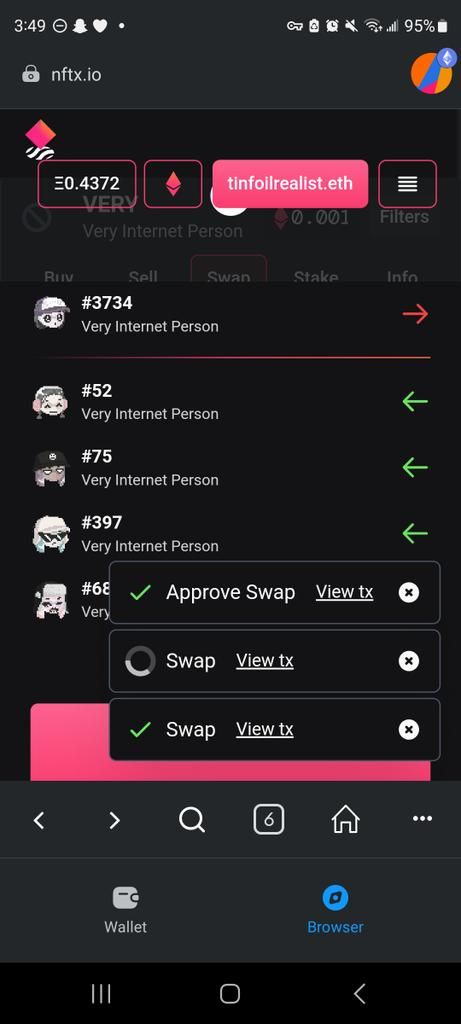 3:49
95%
nftx.io
Ξ0.4372
tinfoilrealist.eth
VERY
Very Internet Person
0.001
Filters
Buy Sell Swap Stake Info
#3734
Very Internet Person
#52
Very Internet Person
#75
Very Internet Person
#397
Very Internet Person
#68
Very
Approve Swap View tx
Swap View tx
Swap View tx
6
Wallet
Browser